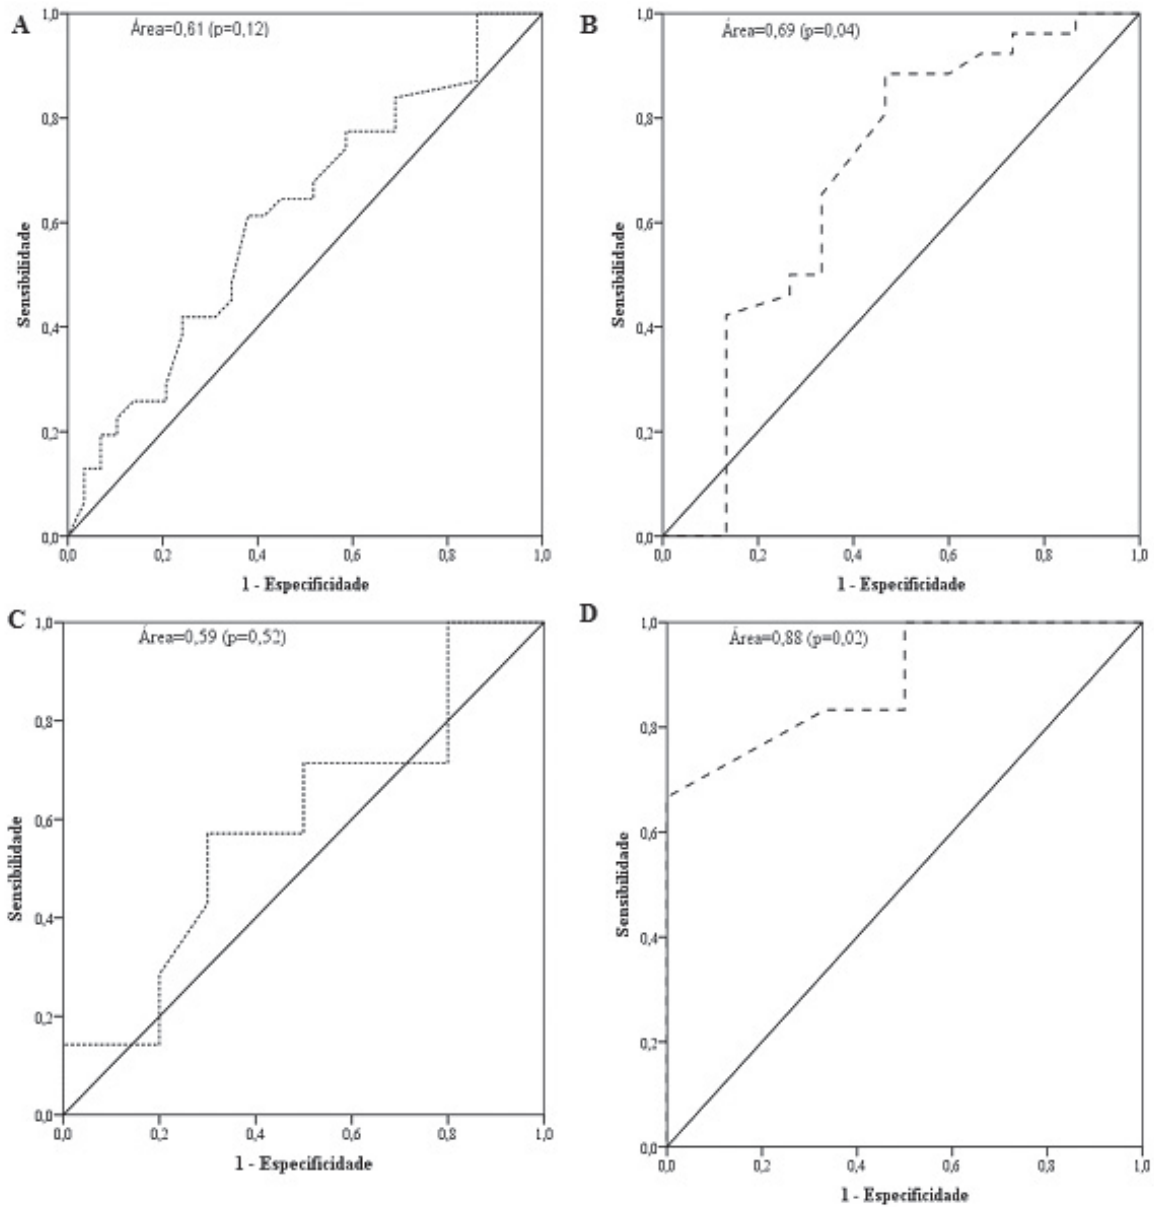 A
Área=0,61 (p=0,12)
1,0
0,8
0,6
0,4
0,2
0,0
Sensibilidade
0,0 0,2 0,4 0,6 0,8 1,0
1 - Especificidade
B
Área=0,69 (p=0,04)
1,0
0,8
0,6
0,4
0,2
0,0
Sensibilidade
0,0 0,2 0,4 0,6 0,8 1,0
1 - Especificidade
C
Área=0,59 (p=0,52)
1,0
0,8
0,6
0,4
0,2
0,0
Sensibilidade
0,0 0,2 0,4 0,6 0,8 1,0
1 - Especificidade
D
Área=0,88 (p=0,02)
1,0
0,8
0,6
0,4
0,2
0,0
Sensibilidade
0,0 0,2 0,4 0,6 0,8 1,0
1 - Especificidade